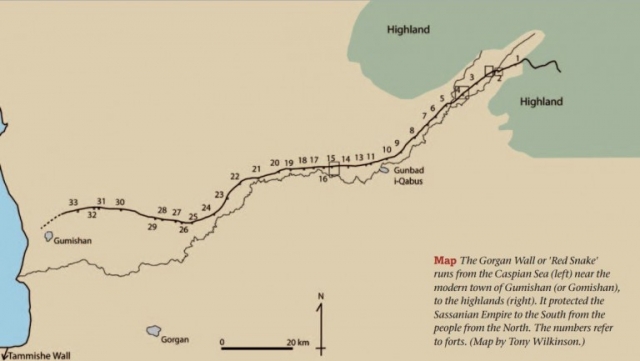 Highland
Highland
1
2
3
4
5
6
7
8
9
10
11
13
14
15
16
17
18
19
20
21
22
23
24
25
26
27
28
29
30
31
32
33
Gunbad
i-Qabus
Gumishan
Gorgan
Tammishe Wall
N
0 20 km
Map The Gorgan Wall or 'Red Snake'
runs from the Caspian Sea (left) near the
modern town of Gumishan (or Gomishan),
to the highlands (right). It protected the
Sassanian Empire to the South from the
people from the North. The numbers refer
to forts. (Map by Tony Wilkinson.)